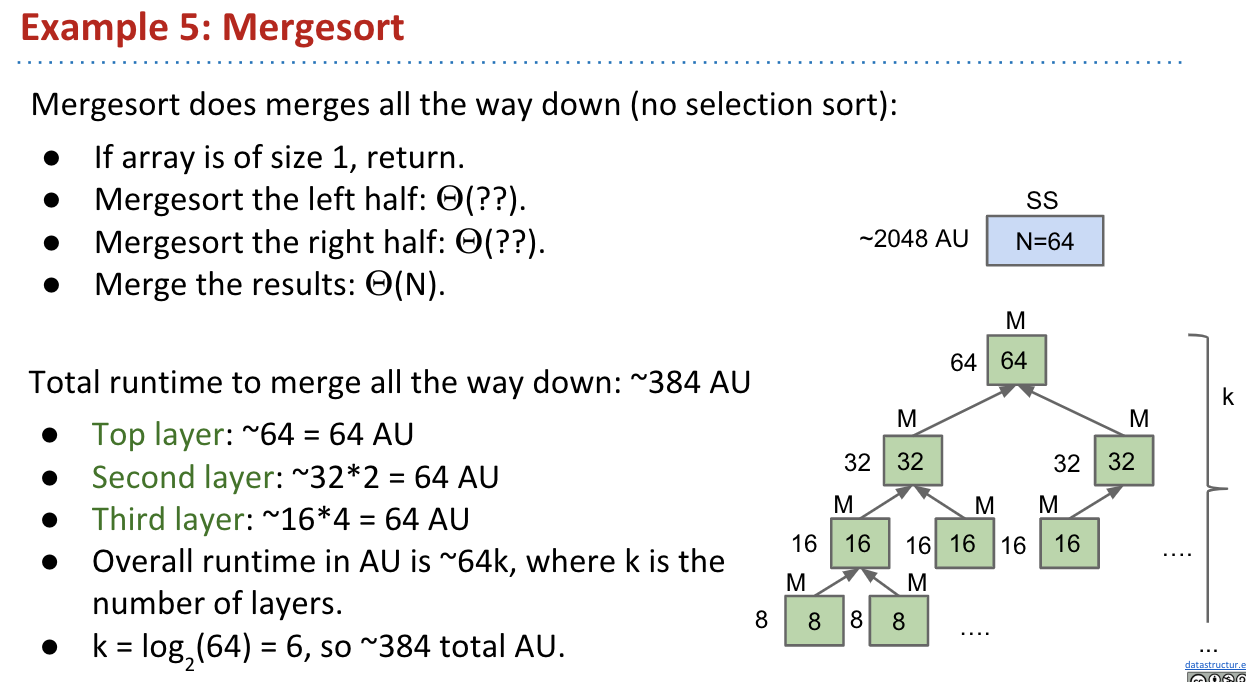 Example 5: Mergesort
Mergesort does merges all the way down (no selection sort):
● If array is of size 1, return.
● Mergesort the left half: Θ(??).
● Mergesort the right half: Θ(??).
● Merge the results: Θ(N).
SS
~2048 AU N=64
Total runtime to merge all the way down: ~384 AU
● Top layer: ~64 = 64 AU
● Second layer: ~32*2 = 64 AU
● Third layer: ~16*4 = 64 AU
● Overall runtime in AU is ~64k, where k is the
number of layers.
● k = log₂(64) = 6, so ~384 total AU.
M
64 64
k
M M
32 32 32 32
M M M
16 16 16 16 16 16
....
M M
8 8 8 8
....
...
datastructur.e